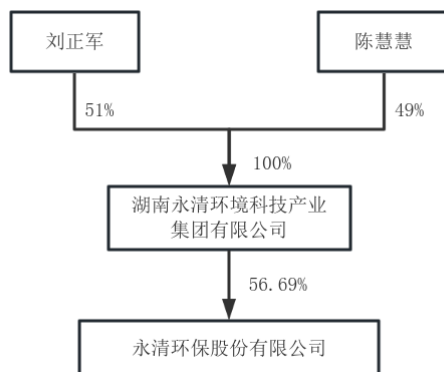 刘正军
陈慧慧
51%
49%
100%
湖南永清环境科技产业
集团有限公司
56.69%
永清环保股份有限公司